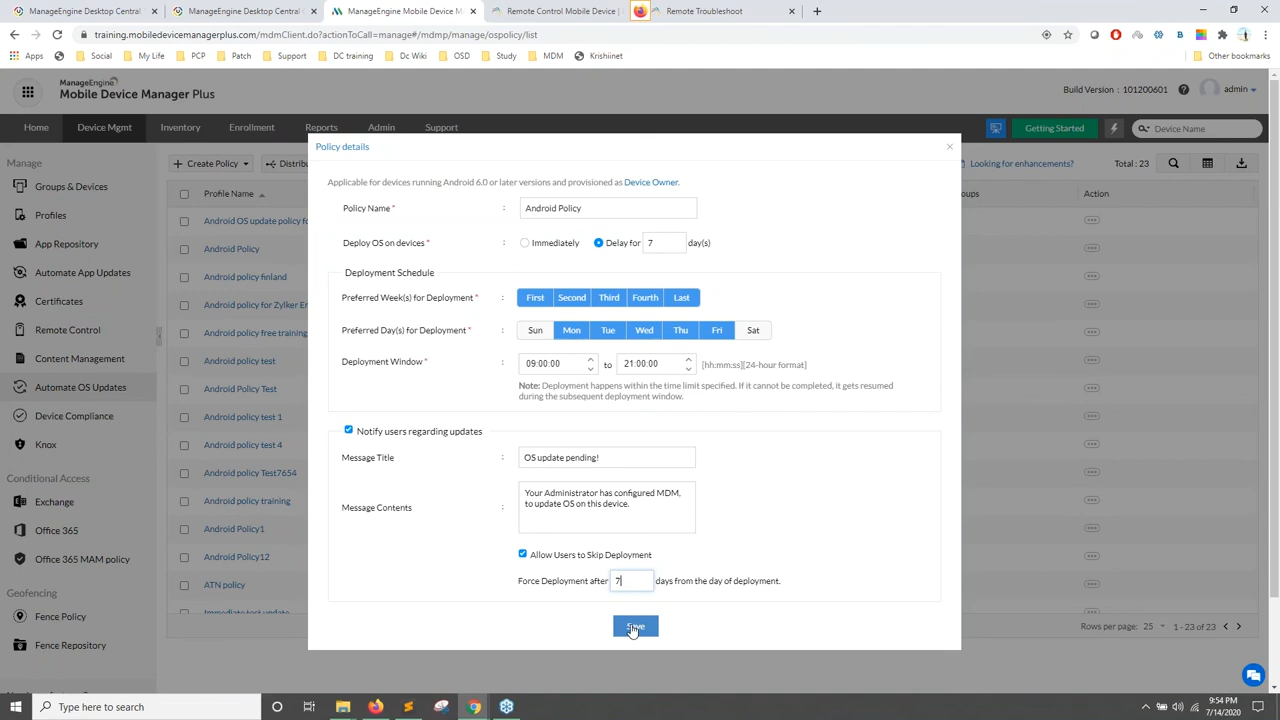 ManageEngine Desktop Central
ManageEngine Desktop Central
ManageEngine Mobile Device M
Remote Control Mobile Device |
Remote Troubleshoot
training.mobiledevicemanagerplus.com/mdmClient.do?actionToCall=manage#/mdmp/manage/ospolicy/list
Apps
Social
My Life
PCP
Patch
Support
DC training
Dc Wiki
OSD
Study
MDM
Krishiinet
Other bookmarks
ManageEngine
Mobile Device Manager Plus
Build Version : 101200601
admin
Home
Device Mgmt
Inventory
Enrollment
Reports
Admin
Support
Getting Started
Device Name
Manage
Groups & Devices
Profiles
App Repository
Automate App Updates
Certificates
Remote Control
Content Management
Automate OS Updates
Device Compliance
Knox
Conditional Access
Exchange
Office 365
Office 365 MAM policy
Geofencing
Fence Policy
Fence Repository
+ Create Policy
Looking for enhancements?
Total : 23
Profile Name
Action
Android OS update policy fo
Android Policy
Android policy finland
Android policy for Zylker En
Android policy free training
Android policy test
Android Policy Test
Android policy test 1
Android policy test 4
Android policy Test7654
Android policy training
Android Policy1
Android Policy12
ATN policy
Immediate test update
Rows per page: 25
1 - 23 of 23
Policy details
Applicable for devices running Android 6.0 or later versions and provisioned as Device Owner.
Policy Name * : Android Policy
Deploy OS on devices * : Immediately Delay for 7 day(s)
Deployment Schedule
Preferred Week(s) for Deployment * : First Second Third Fourth Last
Preferred Day(s) for Deployment * : Sun Mon Tue Wed Thu Fri Sat
Deployment Window * : 09:00:00 to 21:00:00 [hh:mm:ss][24-hour format]
Note: Deployment happens within the time limit specified. If it cannot be completed, it gets resumed
during the subsequent deployment window.
Notify users regarding updates
Message Title : OS update pending!
Message Contents :
Your Administrator has configured MDM,
to update OS on this device.
Allow Users to Skip Deployment
Force Deployment after 7 days from the day of deployment.
Save
Type here to search
9:54 PM
7/14/2020